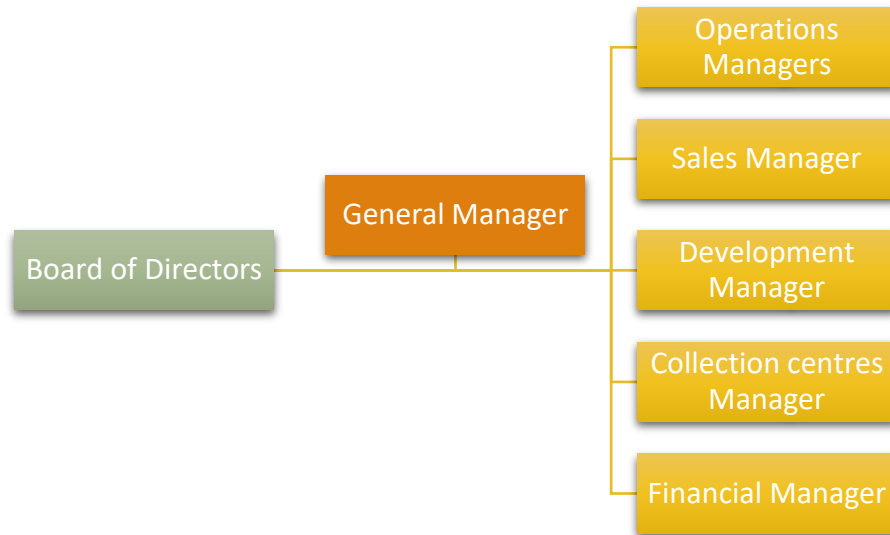 Board of Directors
General Manager
Operations
Managers
Sales Manager
Development
Manager
Collection centres
Manager
Financial Manager